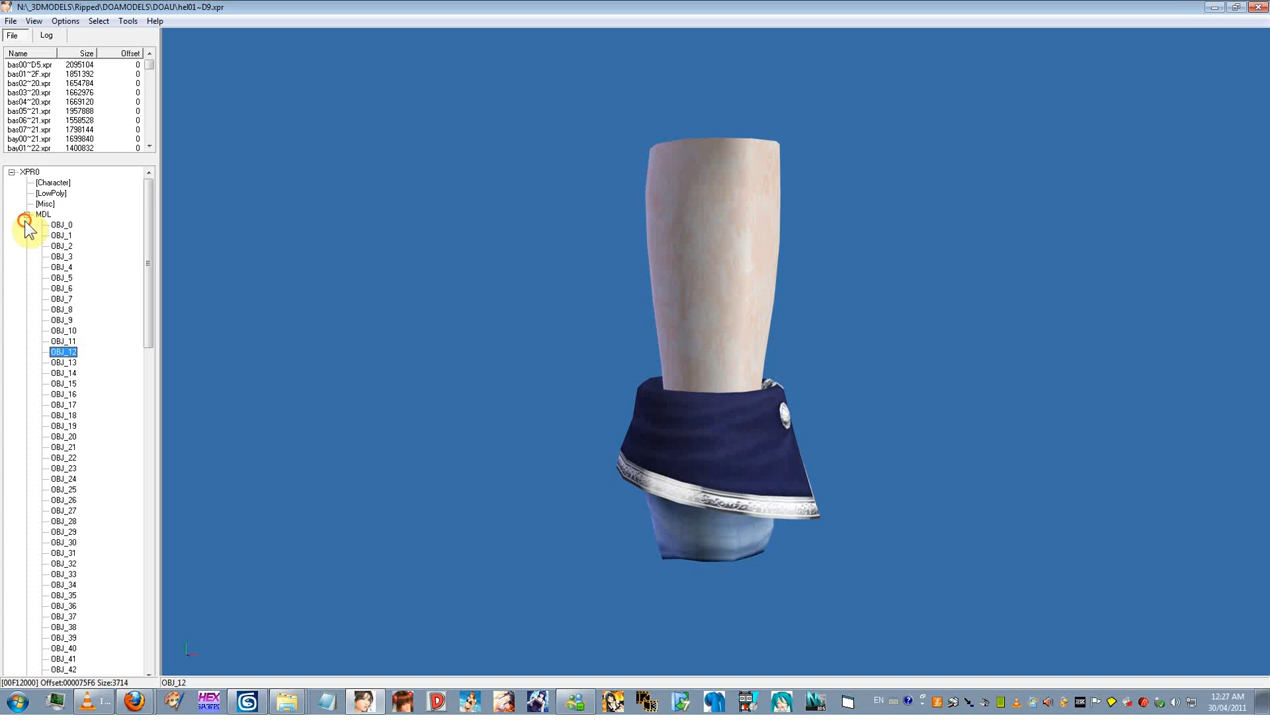 N:\_3DMODELS\Ripped\DOAMODELS\DOAU\hel01~D9.xpr
File View Options Select Tools Help
File Log
Name Size Offset
bas00~D5.xpr 2095104 0
bas01~2F.xpr 1851392 0
bas02~20.xpr 1654784 0
bas03~20.xpr 1662976 0
bas04~20.xpr 1669120 0
bas05~21.xpr 1957888 0
bas06~21.xpr 1558528 0
bas07~21.xpr 1798144 0
bay00~21.xpr 1699840 0
bay01~22.xpr 1400832 0
XPR0
[Character]
[LowPoly]
[Misc]
MDL
OBJ_0
OBJ_1
OBJ_2
OBJ_3
OBJ_4
OBJ_5
OBJ_6
OBJ_7
OBJ_8
OBJ_9
OBJ_10
OBJ_11
OBJ_12
OBJ_13
OBJ_14
OBJ_15
OBJ_16
OBJ_17
OBJ_18
OBJ_19
OBJ_20
OBJ_21
OBJ_22
OBJ_23
OBJ_24
OBJ_25
OBJ_26
OBJ_27
OBJ_28
OBJ_29
OBJ_30
OBJ_31
OBJ_32
OBJ_33
OBJ_34
OBJ_35
OBJ_36
OBJ_37
OBJ_38
OBJ_39
OBJ_40
OBJ_41
OBJ_42
[00F12000] Offset:000075F6 Size:3714 OBJ_12
HEX
EN
12:27 AM
30/04/2011